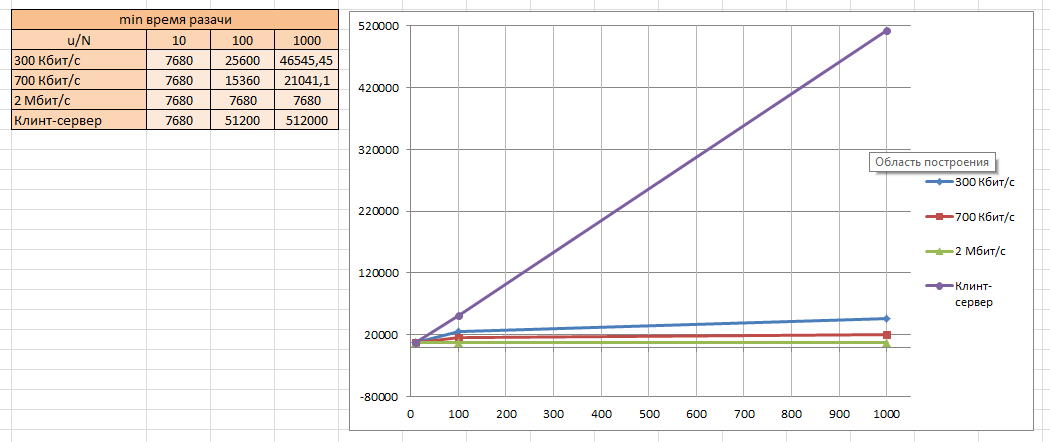 min время разачи
u/N 10 100 1000
300 Кбит/с 7680 25600 46545,45
700 Кбит/с 7680 15360 21041,1
2 Мбит/с 7680 7680 7680
Клинт-сервер 7680 51200 512000
520000
420000
320000
220000
120000
20000
-80000
0 100 200 300 400 500 600 700 800 900 1000
Область построения
300 Кбит/с
700 Кбит/с
2 Мбит/с
Клинт-
сервер